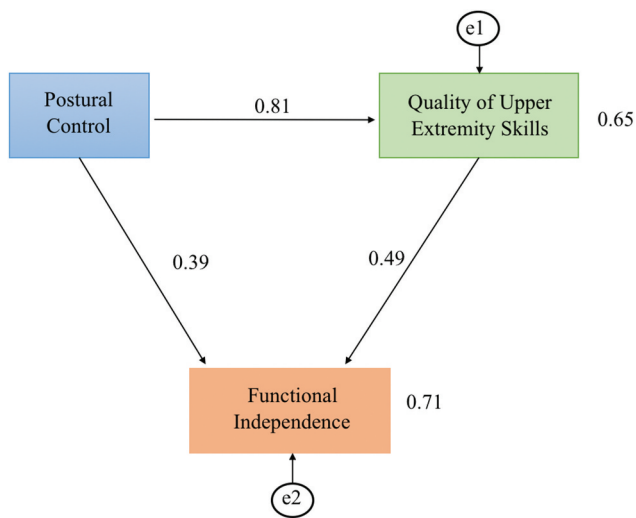 e1
Postural
Control
0.81
Quality of Upper
Extremity Skills
0.65
0.39
0.49
Functional
Independence
0.71
e2